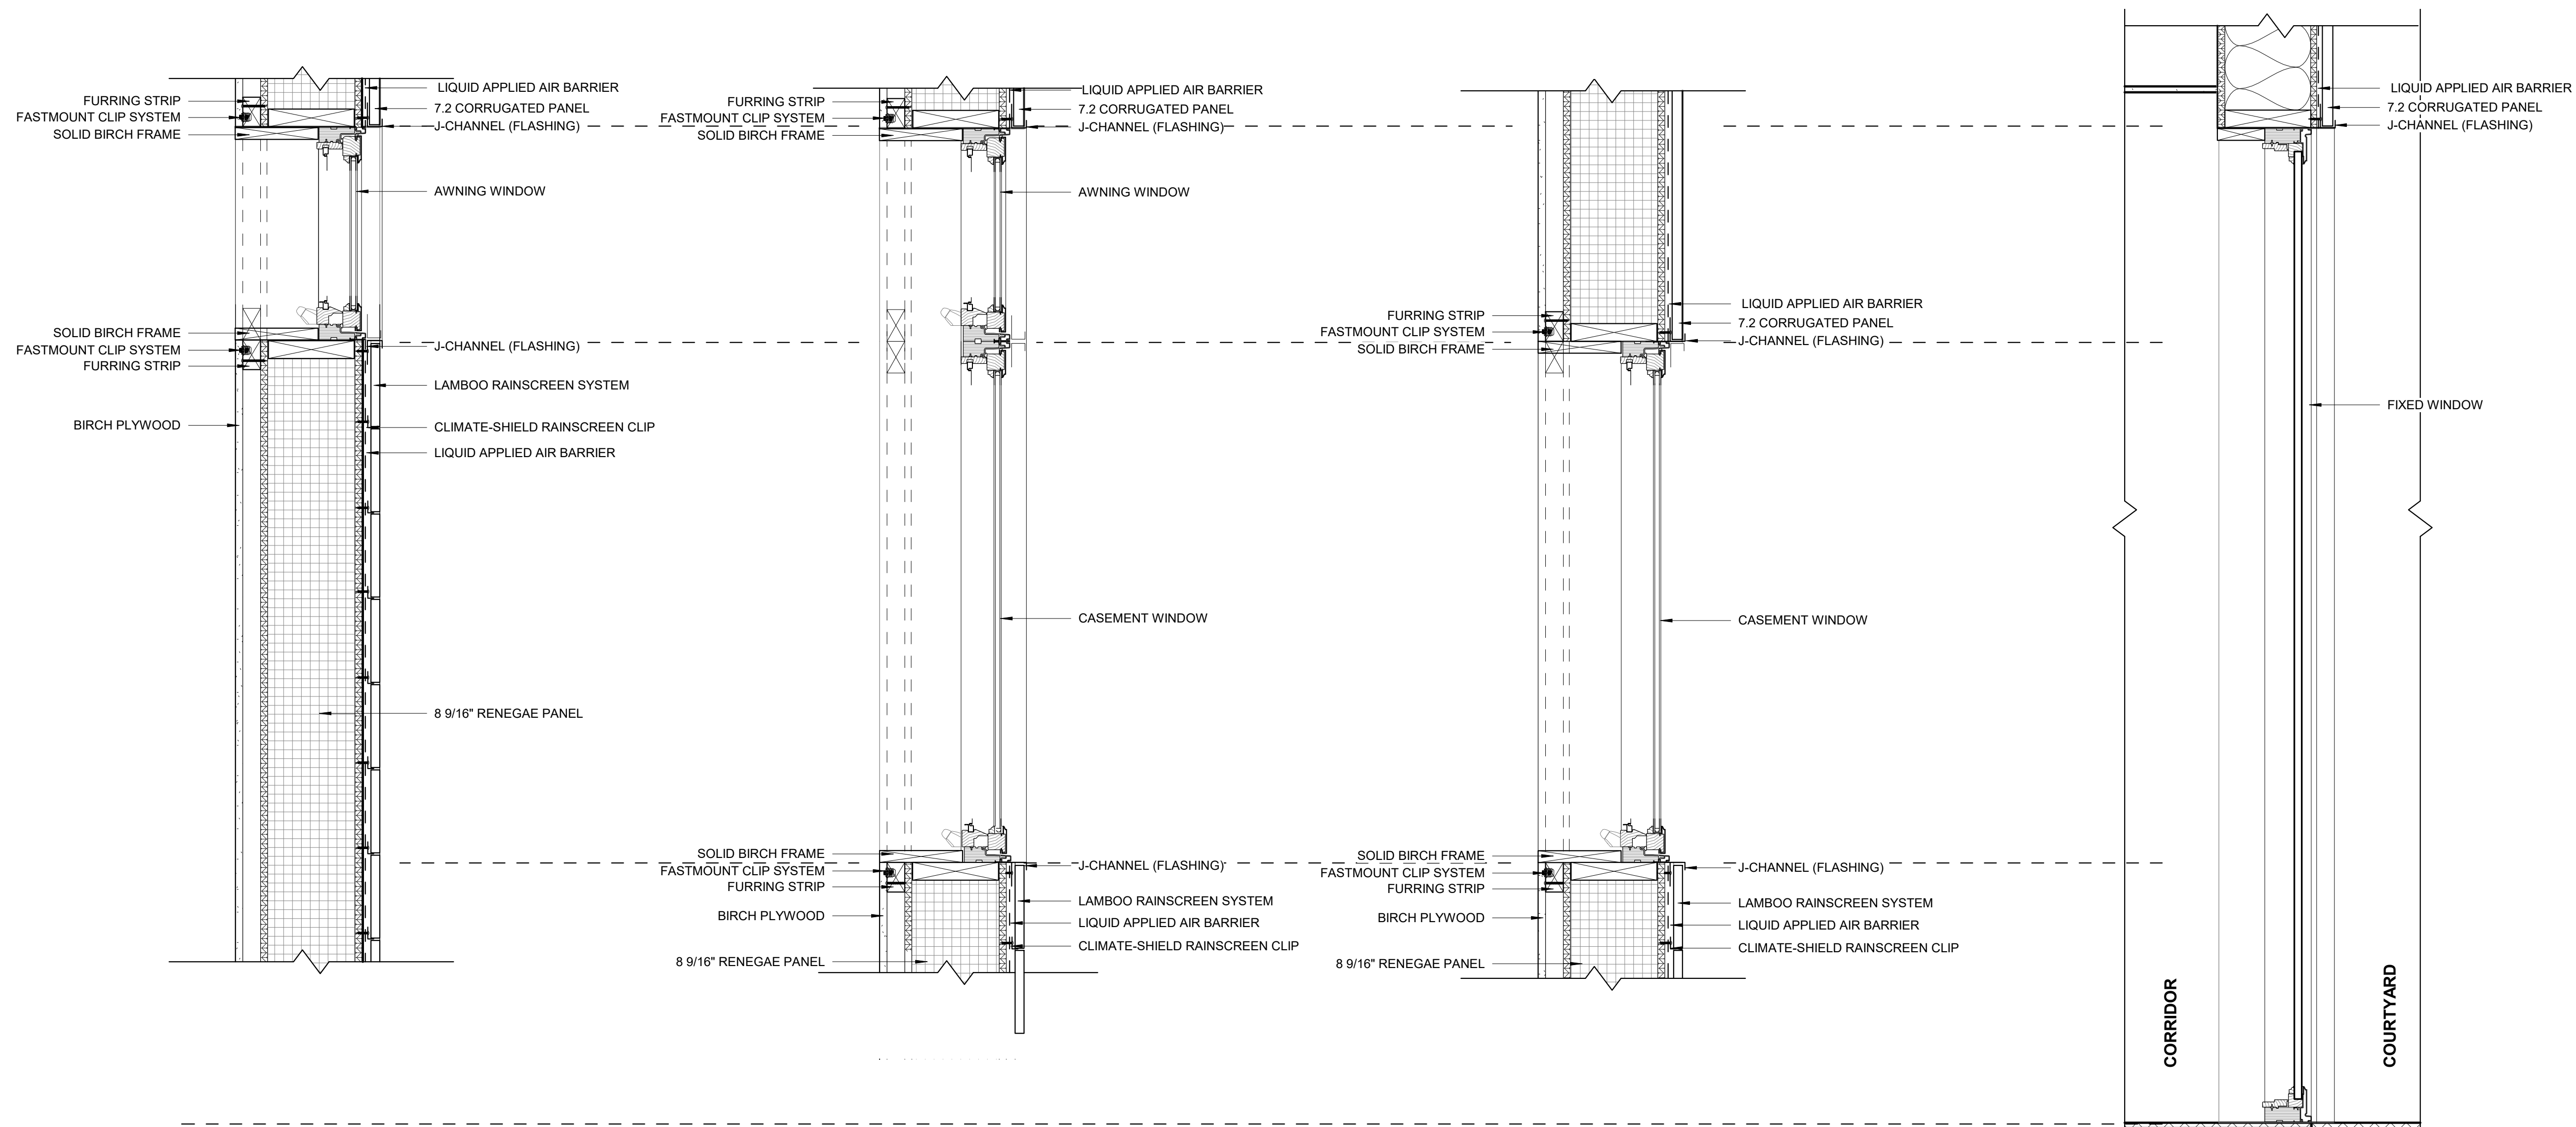 FURRING STRIP
FASTMOUNT CLIP SYSTEM
SOLID BIRCH FRAME
LIQUID APPLIED AIR BARRIER
7.2 CORRUGATED PANEL
J-CHANNEL (FLASHING)
AWNING WINDOW
SOLID BIRCH FRAME
FASTMOUNT CLIP SYSTEM
FURRING STRIP
BIRCH PLYWOOD
J-CHANNEL (FLASHING)
LAMBOO RAINSCREEN SYSTEM
CLIMATE-SHIELD RAINSCREEN CLIP
LIQUID APPLIED AIR BARRIER
8 9/16" RENEGAE PANEL
FURRING STRIP
FASTMOUNT CLIP SYSTEM
SOLID BIRCH FRAME
LIQUID APPLIED AIR BARRIER
7.2 CORRUGATED PANEL
J-CHANNEL (FLASHING)
AWNING WINDOW
CASEMENT WINDOW
SOLID BIRCH FRAME
FASTMOUNT CLIP SYSTEM
FURRING STRIP
BIRCH PLYWOOD
8 9/16" RENEGAE PANEL
J-CHANNEL (FLASHING)
LAMBOO RAINSCREEN SYSTEM
LIQUID APPLIED AIR BARRIER
CLIMATE-SHIELD RAINSCREEN CLIP
FURRING STRIP
FASTMOUNT CLIP SYSTEM
SOLID BIRCH FRAME
LIQUID APPLIED AIR BARRIER
7.2 CORRUGATED PANEL
J-CHANNEL (FLASHING)
CASEMENT WINDOW
SOLID BIRCH FRAME
FASTMOUNT CLIP SYSTEM
FURRING STRIP
BIRCH PLYWOOD
8 9/16" RENEGAE PANEL
J-CHANNEL (FLASHING)
LAMBOO RAINSCREEN SYSTEM
LIQUID APPLIED AIR BARRIER
CLIMATE-SHIELD RAINSCREEN CLIP
LIQUID APPLIED AIR BARRIER
7.2 CORRUGATED PANEL
J-CHANNEL (FLASHING)
FIXED WINDOW
CORRIDOR
COURTYARD